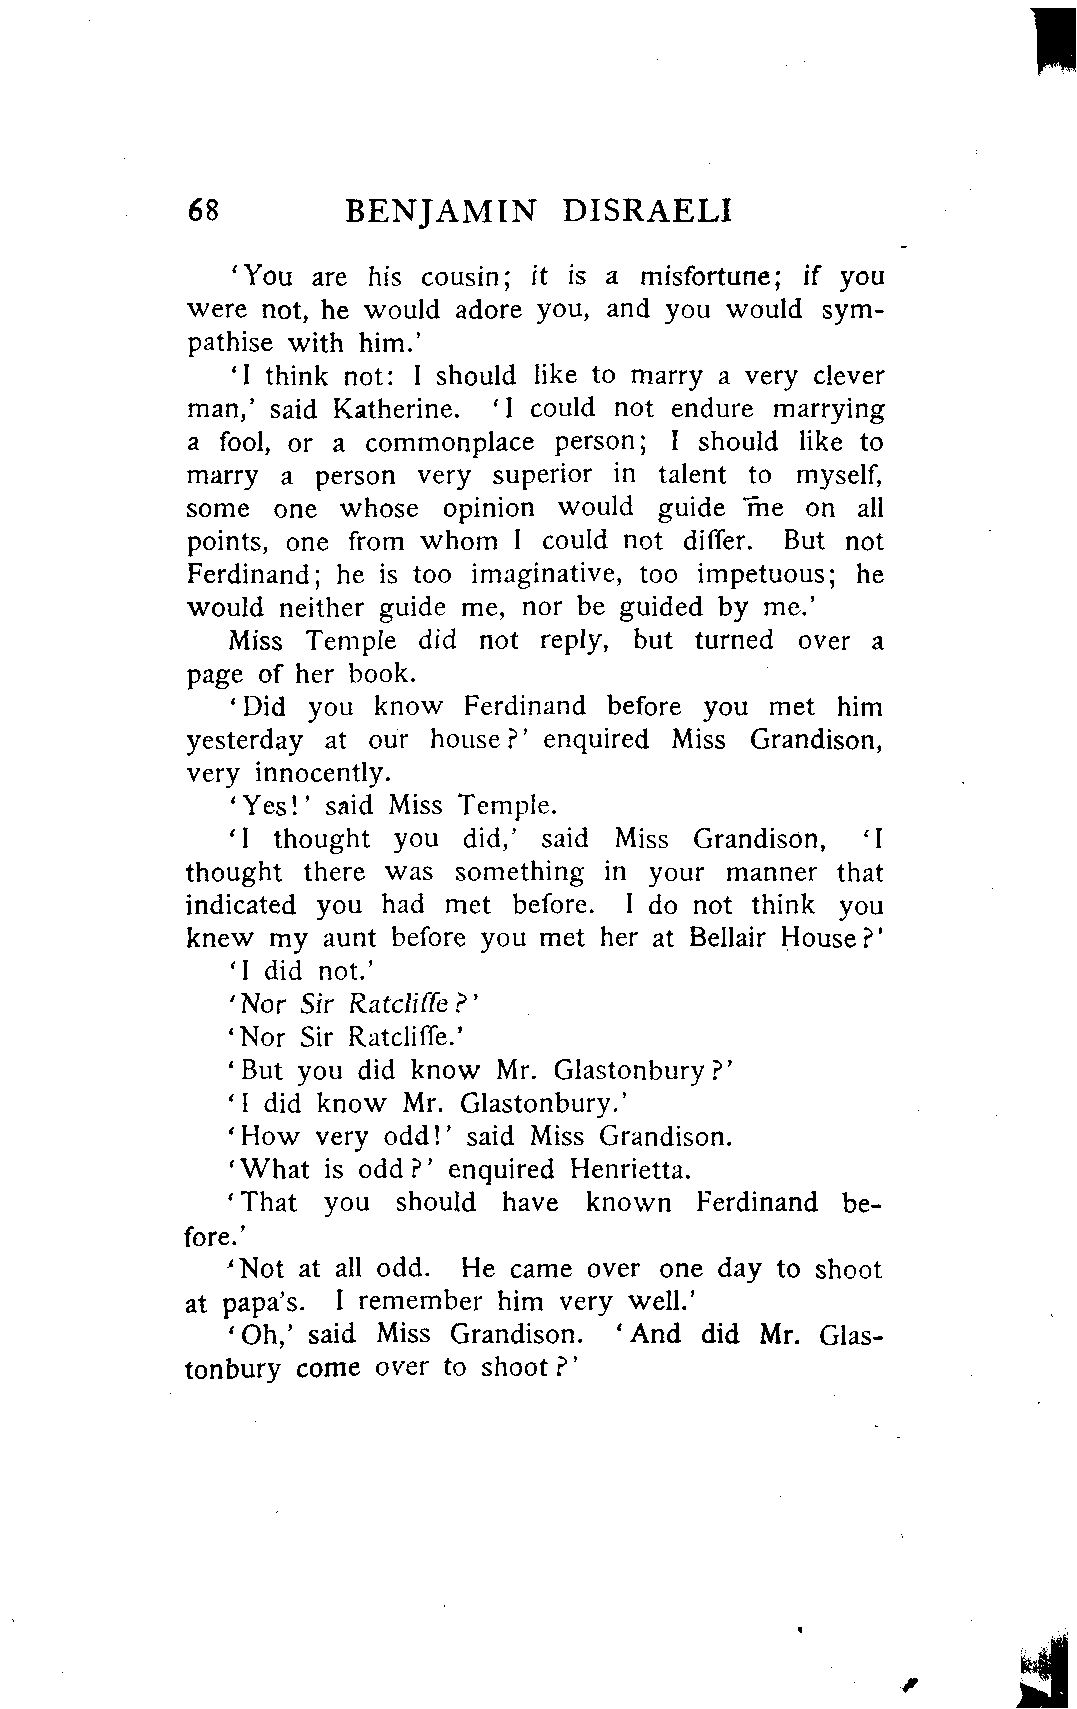 68 BENJAMIN DISRAELI
‘You are his cousin; it is a misfortune; if you
were not, he would adore you, and you would sym-
pathise with him.’
‘I think not: I should like to marry a very clever
man,’ said Katherine. ‘I could not endure marrying
a fool, or a commonplace person; I should like to
marry a person very superior in talent to myself,
some one whose opinion would guide me on all
points, one from whom I could not differ. But not
Ferdinand; he is too imaginative, too impetuous; he
would neither guide me, nor be guided by me.’
Miss Temple did not reply, but turned over a
page of her book.
‘Did you know Ferdinand before you met him
yesterday at our house?’ enquired Miss Grandison,
very innocently.
‘Yes!’ said Miss Temple.
‘I thought you did,’ said Miss Grandison, ‘I
thought there was something in your manner that
indicated you had met before. I do not think you
knew my aunt before you met her at Bellair House?’
‘I did not.’
‘Nor Sir Ratcliffe?’
‘Nor Sir Ratcliffe.’
‘But you did know Mr. Glastonbury?’
‘I did know Mr. Glastonbury.’
‘How very odd!’ said Miss Grandison.
‘What is odd?’ enquired Henrietta.
‘That you should have known Ferdinand be-
fore.’
‘Not at all odd. He came over one day to shoot
at papa’s. I remember him very well.’
‘Oh,’ said Miss Grandison. ‘And did Mr. Glas-
tonbury come over to shoot?’